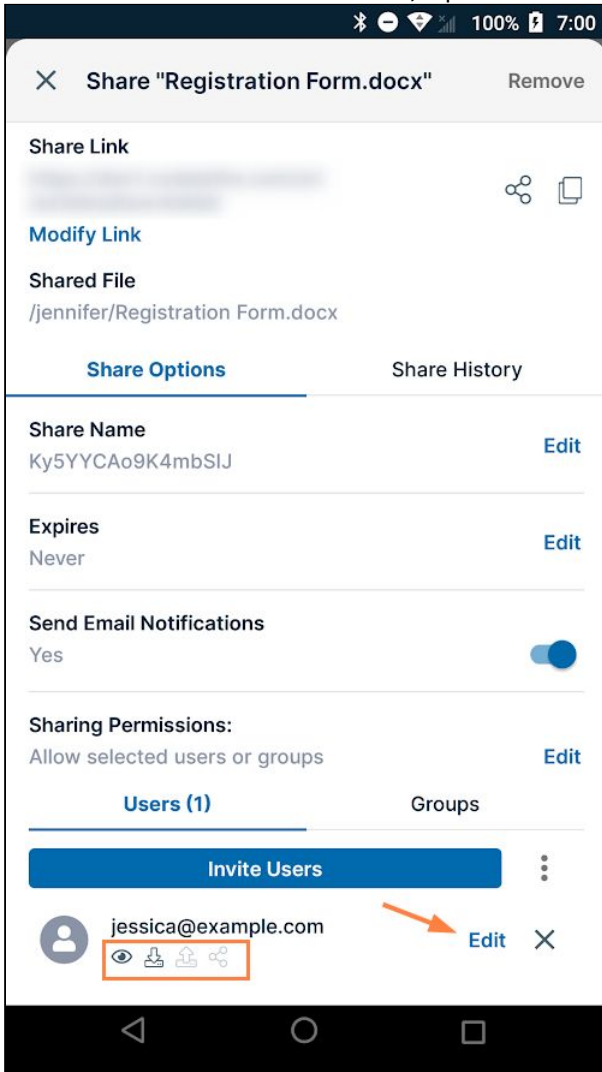 100% 7:00
Share "Registration Form.docx" Remove
Share Link
Modify Link
Shared File
/jennifer/Registration Form.docx
Share Options Share History
Share Name Edit
Ky5YYCAo9K4mbSIJ
Expires Edit
Never
Send Email Notifications
Yes
Sharing Permissions:
Allow selected users or groups Edit
Users (1) Groups
Invite Users
jessica@example.com
Edit